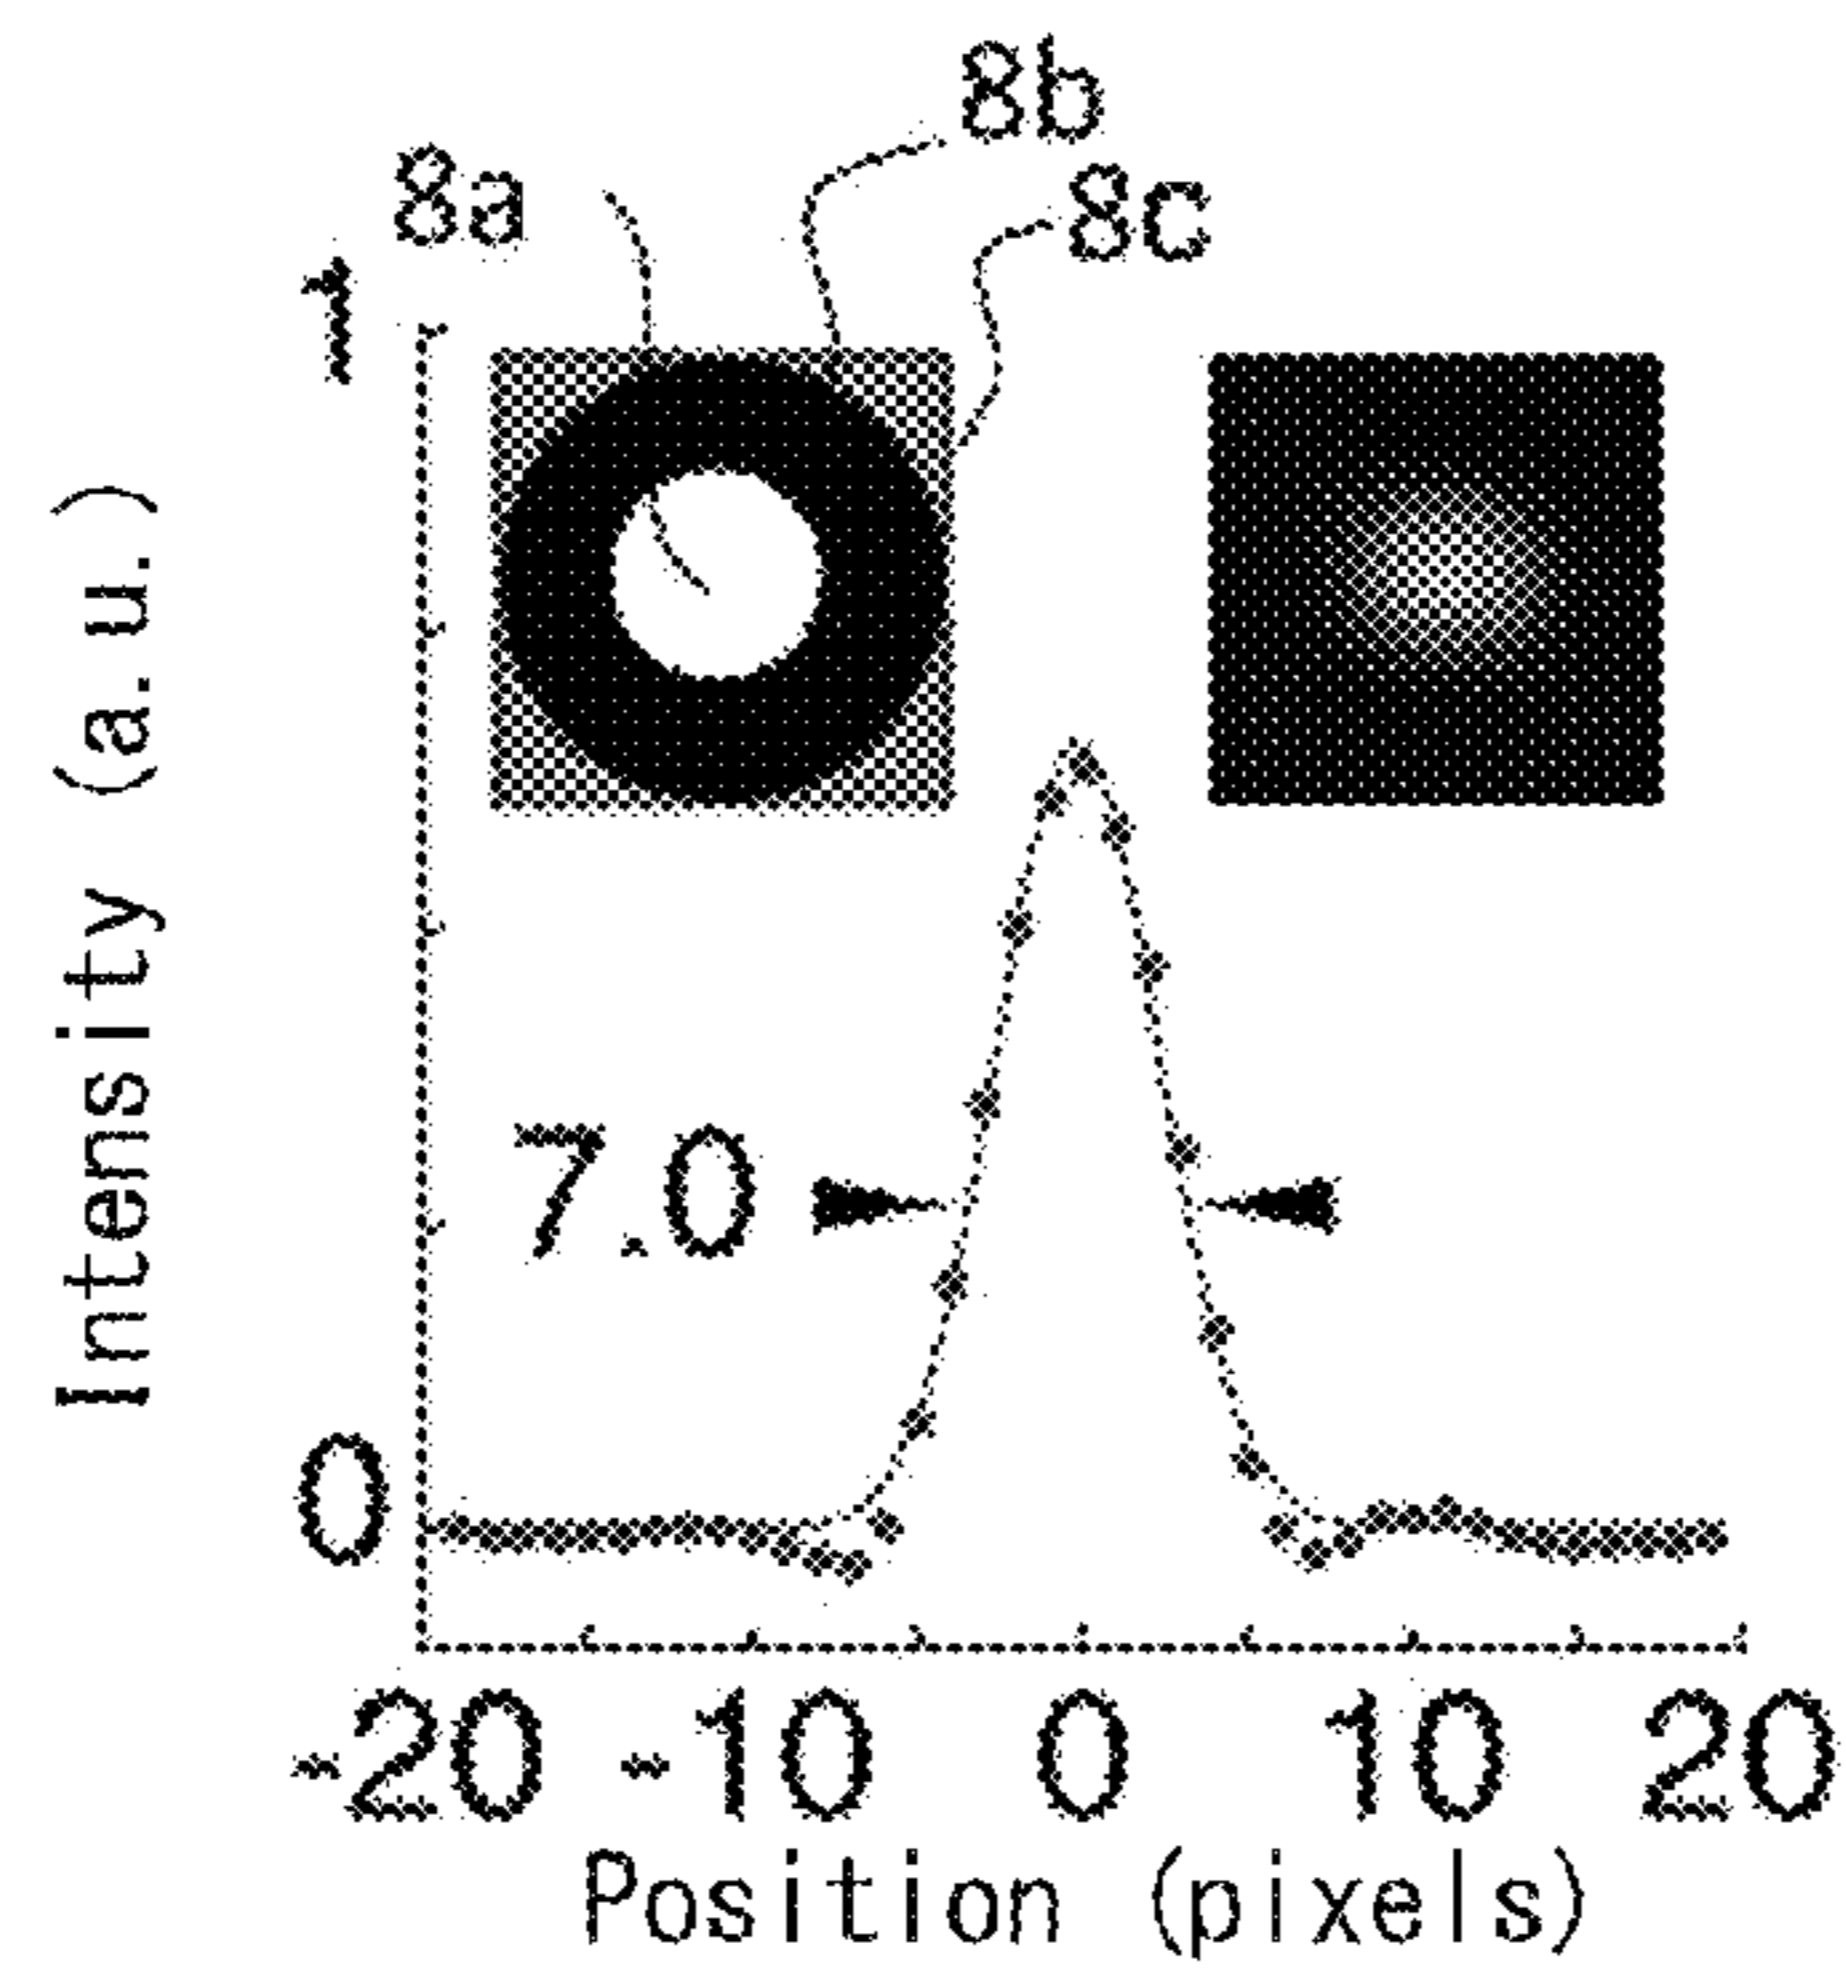 8b
8a
8c
1
Intensity (a.u.)
7.0
0
-20 -10 0 10 20
Position (pixels)